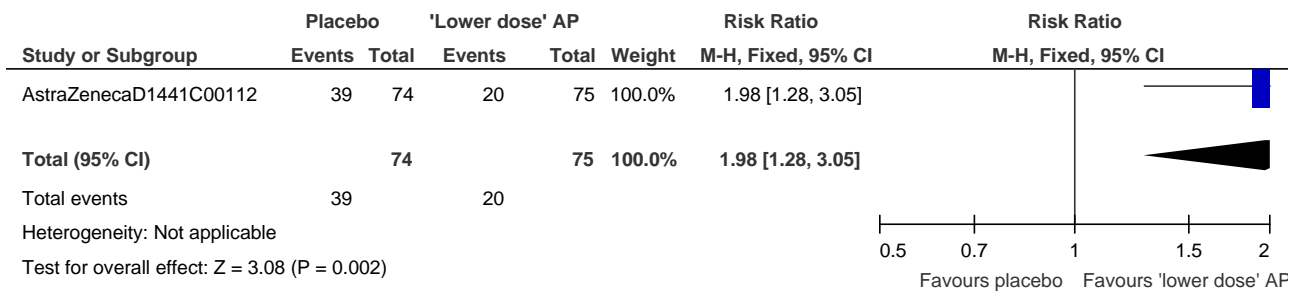 Placebo 'Lower dose' AP Risk Ratio Risk Ratio
Study or Subgroup Events Total Events Total Weight M-H, Fixed, 95% CI M-H, Fixed, 95% CI
AstraZenecaD1441C00112 39 74 20 75 100.0% 1.98 [1.28, 3.05]
Total (95% CI) 74 75 100.0% 1.98 [1.28, 3.05]
Total events 39 20
Heterogeneity: Not applicable
Test for overall effect: Z = 3.08 (P = 0.002)
0.5 0.7 1 1.5 2
Favours placebo Favours 'lower dose' AP